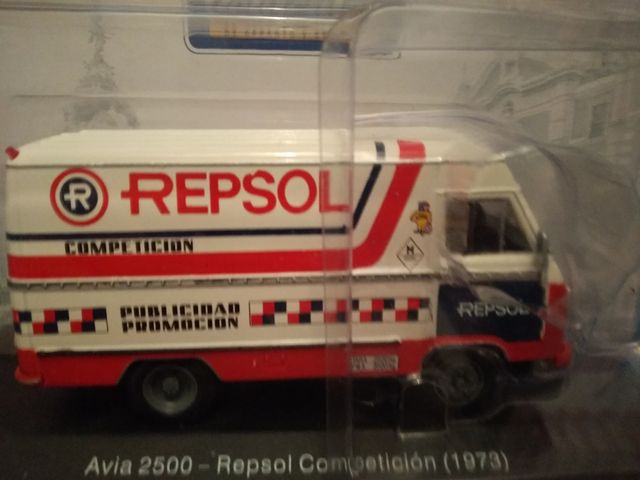 R REPSOL
COMPETICION
M
PUBLICIDAD
PROMOCION
REPSOL
Avia 2500 – Repsol Competición (1973)